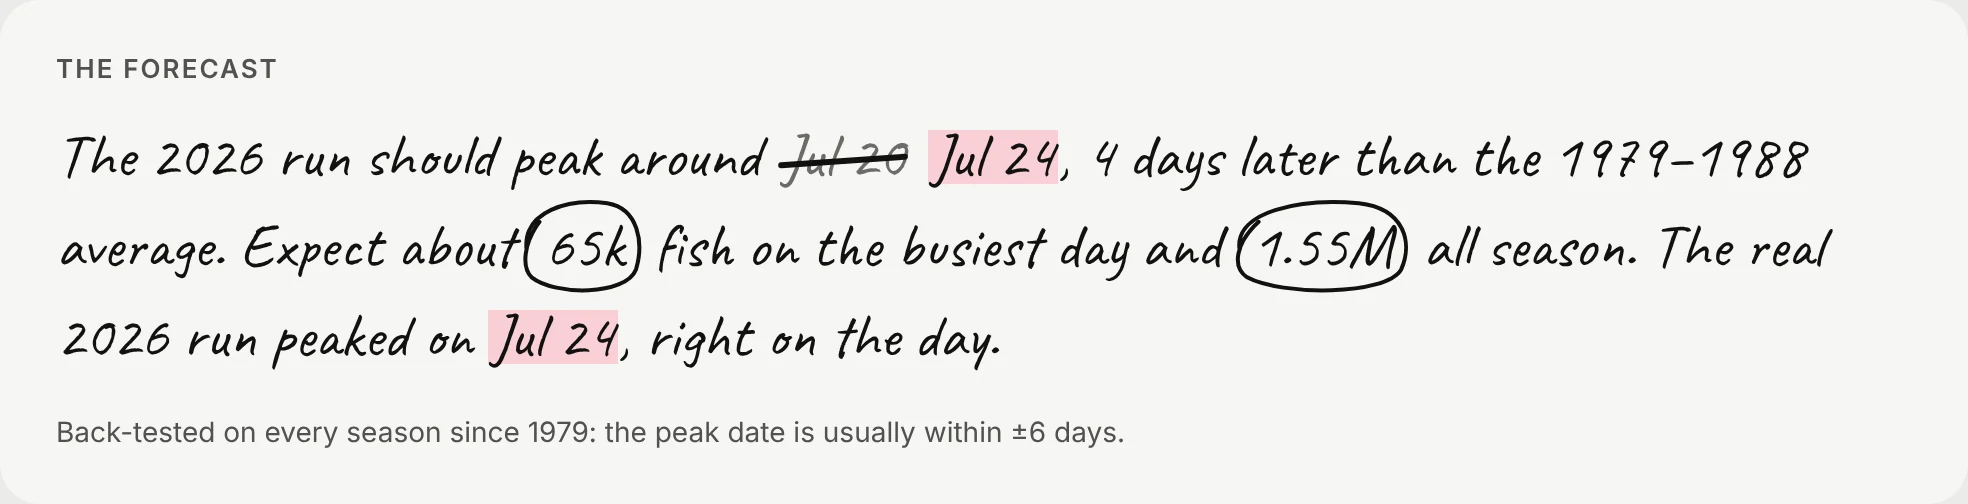 THE FORECAST
The 2026 run should peak around Jul 20 Jul 24, 4 days later than the 1979–1988
average. Expect about 65k fish on the busiest day and 1.55M all season. The real
2026 run peaked on Jul 24, right on the day.
Back-tested on every season since 1979: the peak date is usually within ±6 days.